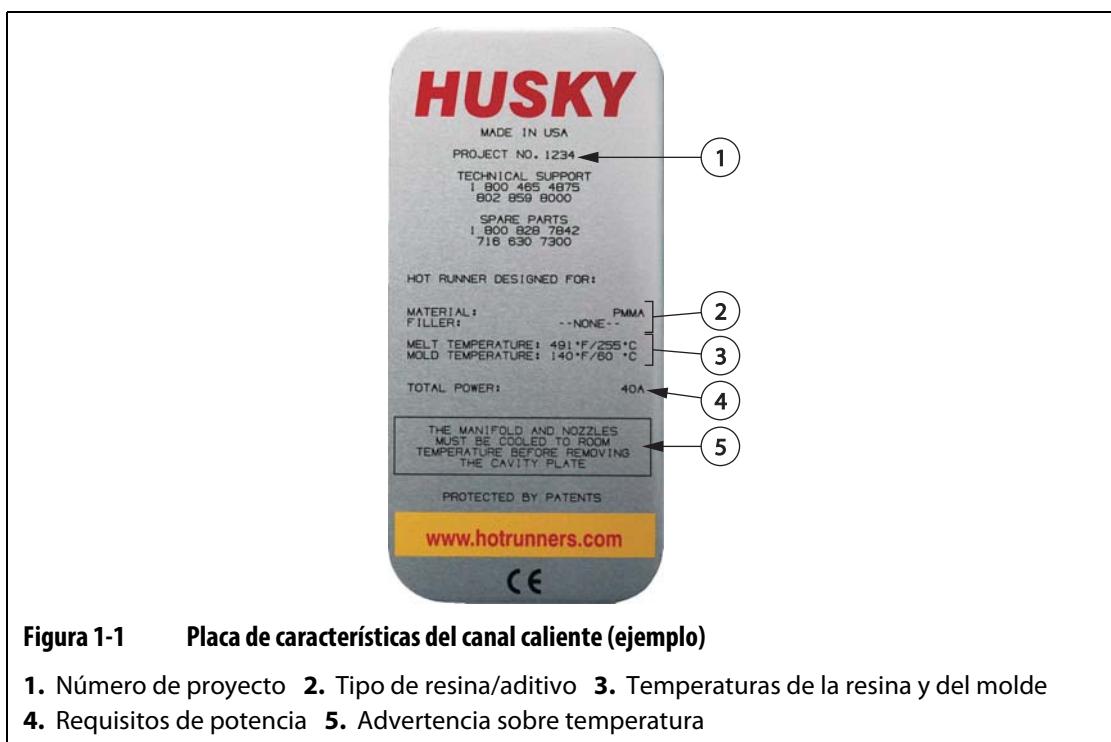 HUSKY
MADE IN USA
PROJECT NO. 1234
1
TECHNICAL SUPPORT
1 800 465 4875
802 859 8000
SPARE PARTS
1 800 828 7842
716 630 7300
HOT RUNNER DESIGNED FOR:
MATERIAL: PMMA
FILLER: --NONE--
2
MELT TEMPERATURE: 491°F/255°C
MOLD TEMPERATURE: 140°F/60 °C
3
TOTAL POWER: 40A
4
THE MANIFOLD AND NOZZLES
MUST BE COOLED TO ROOM
TEMPERATURE BEFORE REMOVING
THE CAVITY PLATE
5
PROTECTED BY PATENTS
www.hotrunners.com
CE
Figura 1-1 Placa de características del canal caliente (ejemplo)
1. Número de proyecto 2. Tipo de resina/aditivo 3. Temperaturas de la resina y del molde
4. Requisitos de potencia 5. Advertencia sobre temperatura